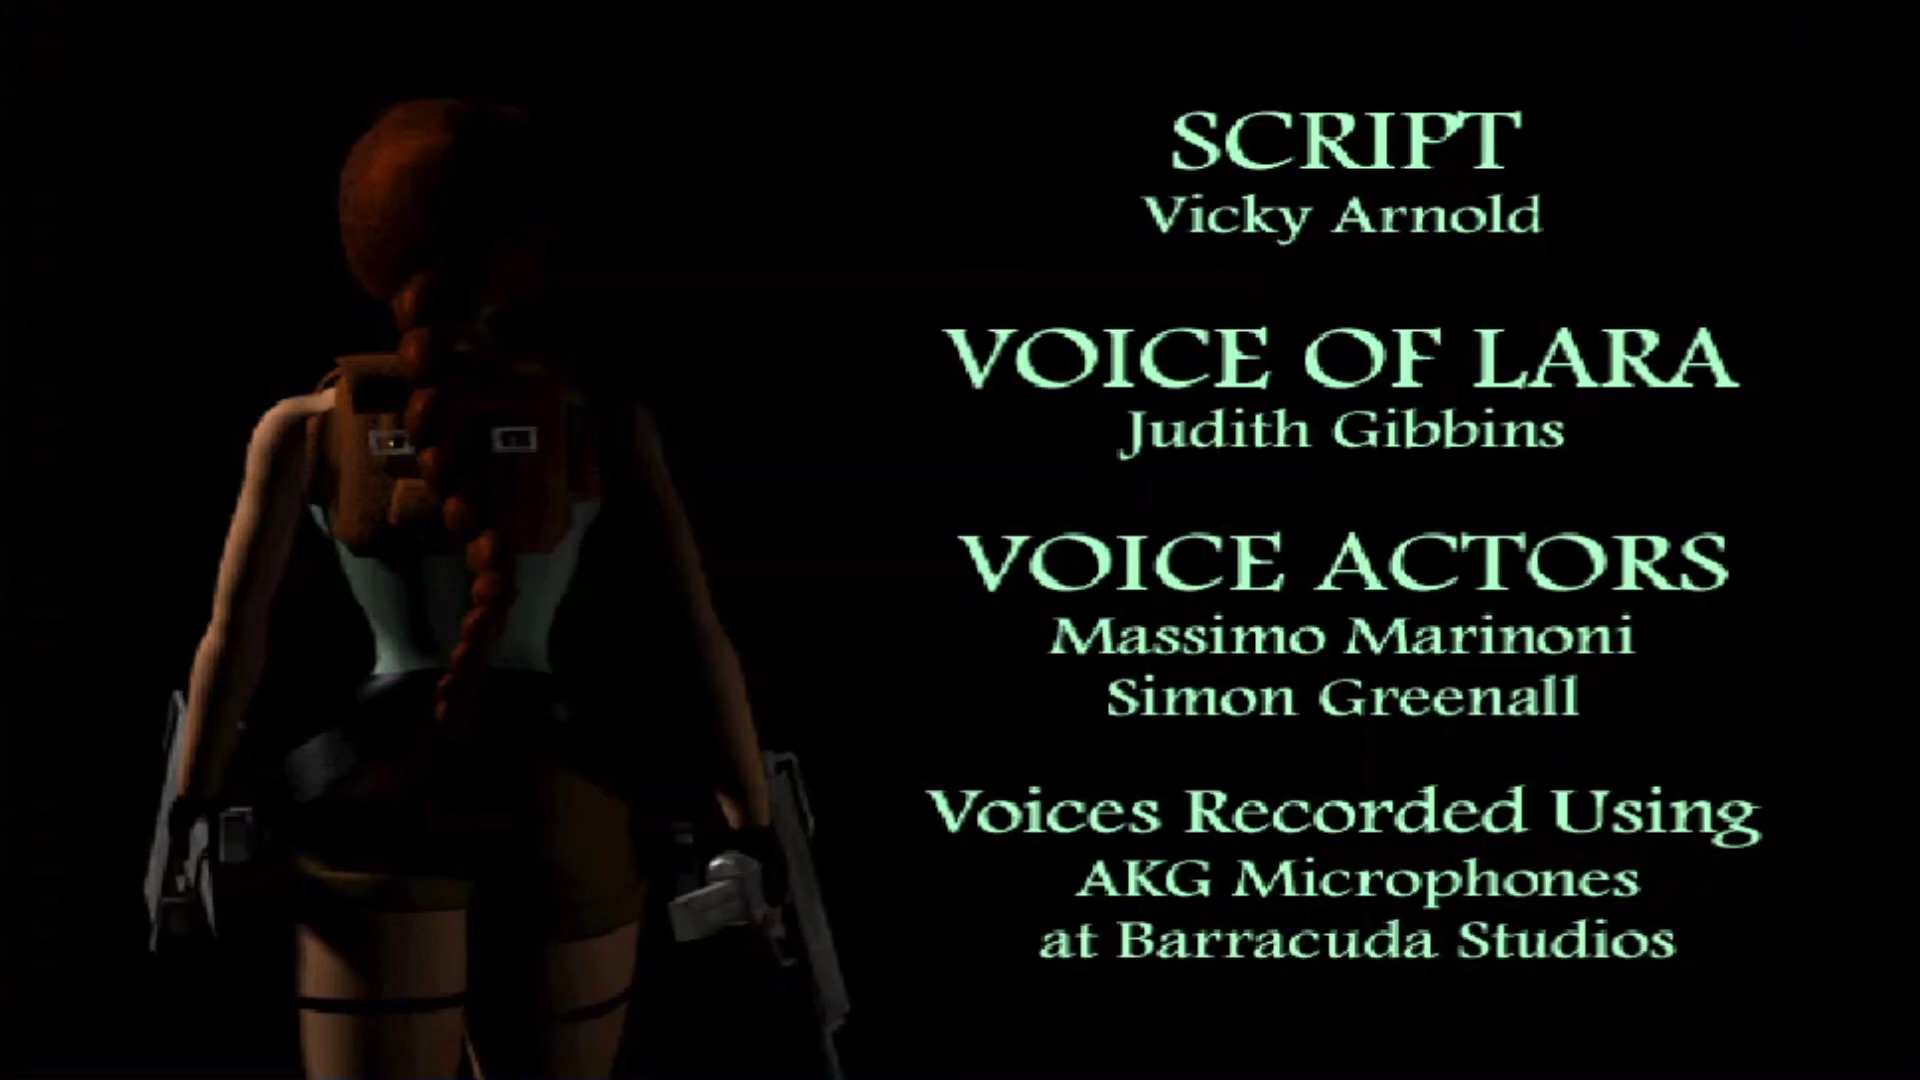 SCRIPT
Vicky Arnold
VOICE OF LARA
Judith Gibbins
VOICE ACTORS
Massimo Marinoni
Simon Greenall
Voices Recorded Using
AKG Microphones
at Barracuda Studios